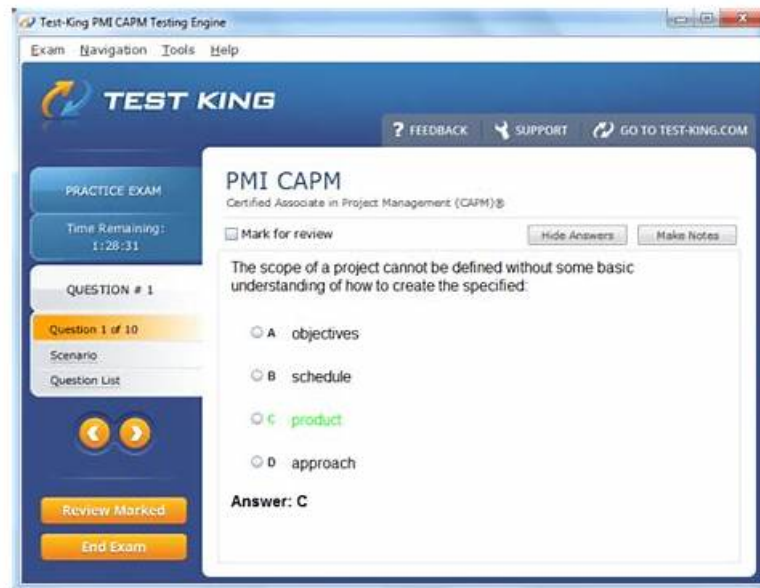 Test-King PMI CAPM Testing Engine
Exam Navigation Tools Help
TEST KING
? FEEDBACK SUPPORT GO TO TEST-KING.COM
PRACTICE EXAM
Time Remaining:
1:28:31
QUESTION # 1
Question 1 of 10
Scenario
Question List
Review Marked
End Exam
PMI CAPM
Certified Associate in Project Management (CAPM)®
Mark for review
Hide Answers Make Notes
The scope of a project cannot be defined without some basic
understanding of how to create the specified:
A objectives
B schedule
C product
D approach
Answer: C